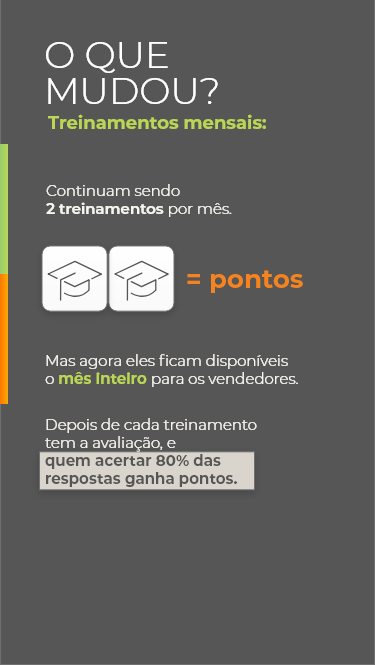 O QUE
MUDOU?
Treinamentos mensais:
Continuam sendo
2 treinamentos por mês.
= pontos
Mas agora eles ficam disponíveis
o mês inteiro para os vendedores.
Depois de cada treinamento
tem a avaliação, e
quem acertar 80% das
respostas ganha pontos.